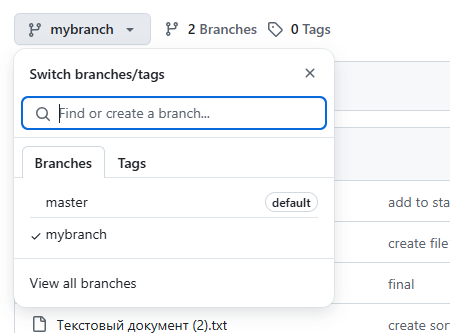 mybranch 2 Branches 0 Tags
Switch branches/tags
Find or create a branch...
Branches Tags
master default add to sta
mybranch create file
final
View all branches
Текстовый документ (2).txt create sor